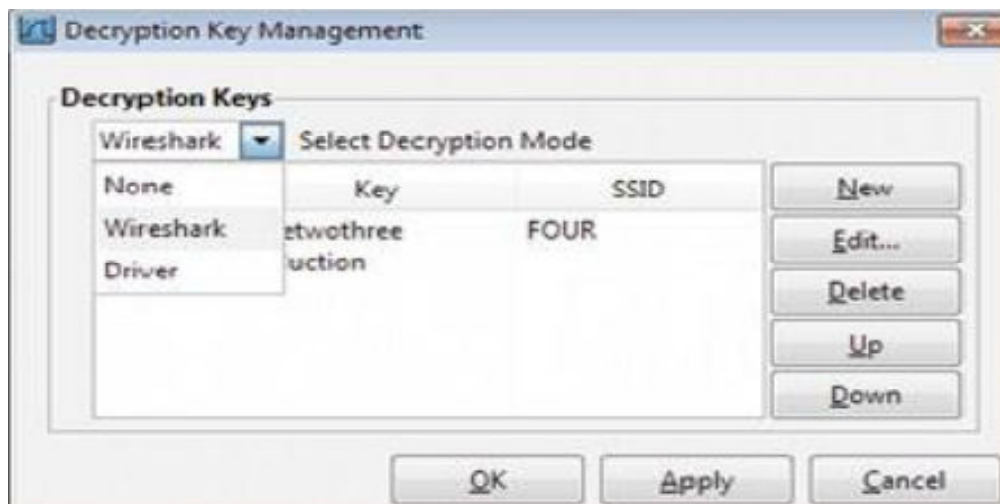 Decryption Key Management
Decryption Keys
Wireshark Select Decryption Mode
None
Wireshark
Driver
Key SSID
etwothree FOUR
uction
New
Edit...
Delete
Up
Down
OK Apply Cancel